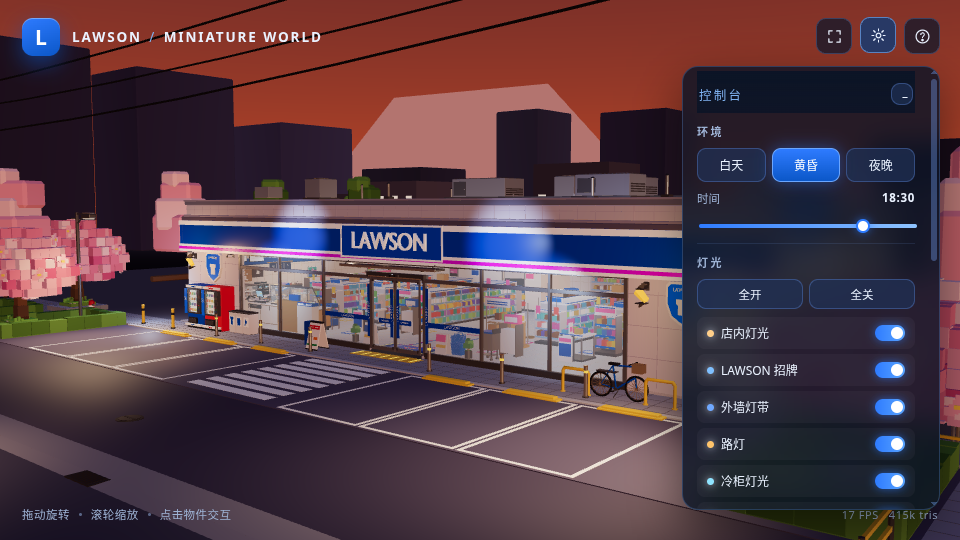 L LAWSON / MINIATURE WORLD
控制台
环境
白天 黄昏 夜晚
时间 18:30
灯光
全开 全关
店内灯光
LAWSON 招牌
外墙灯带
路灯
冷柜灯光
LAWSON
拖动旋转 • 滚轮缩放 • 点击物件交互
17 FPS 415k tris